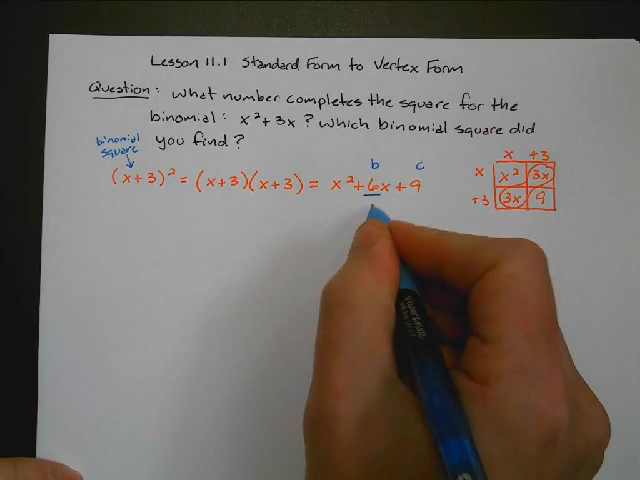 Lesson 11.1 Standard Form to Vertex Form
Question: What number completes the square for the
binomial: x²+3x? Which binomial square did
you find?
binomial
square
(x+3)² = (x+3)(x+3) = x²+6x+9
b c
x +3
x x² 3x
+3 3x 9